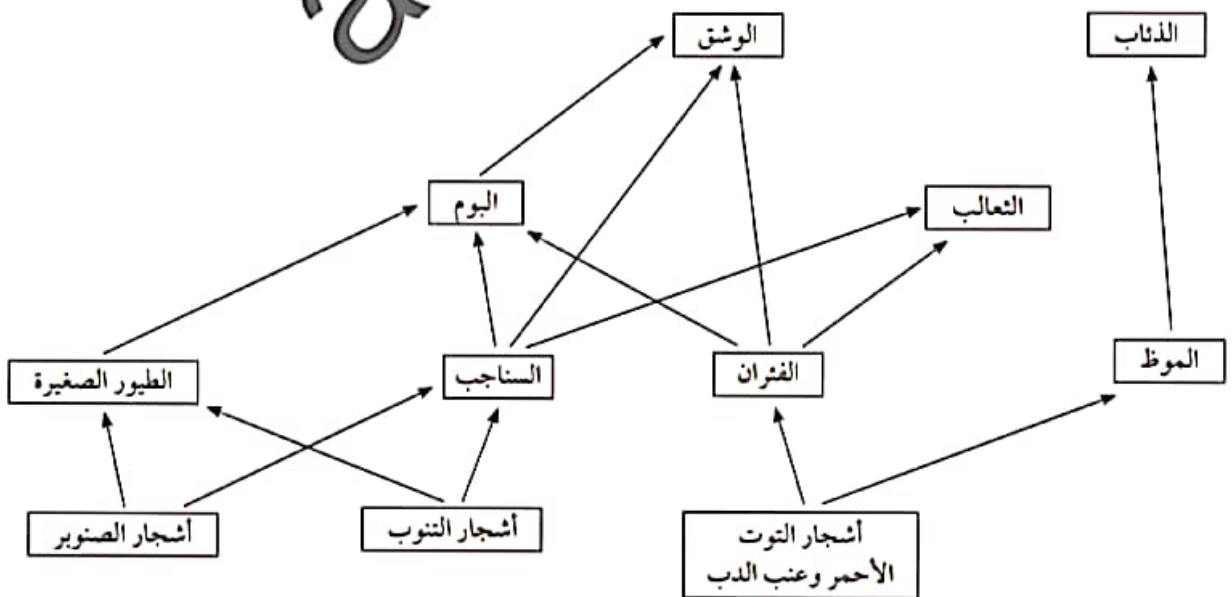 الذئاب
الوشق
الثعالب
البوم
الموظ
الفئران
السناجب
الطيور الصغيرة
أشجار التوت
الأحمر وعنب الدب
أشجار التنوب
أشجار الصنوبر